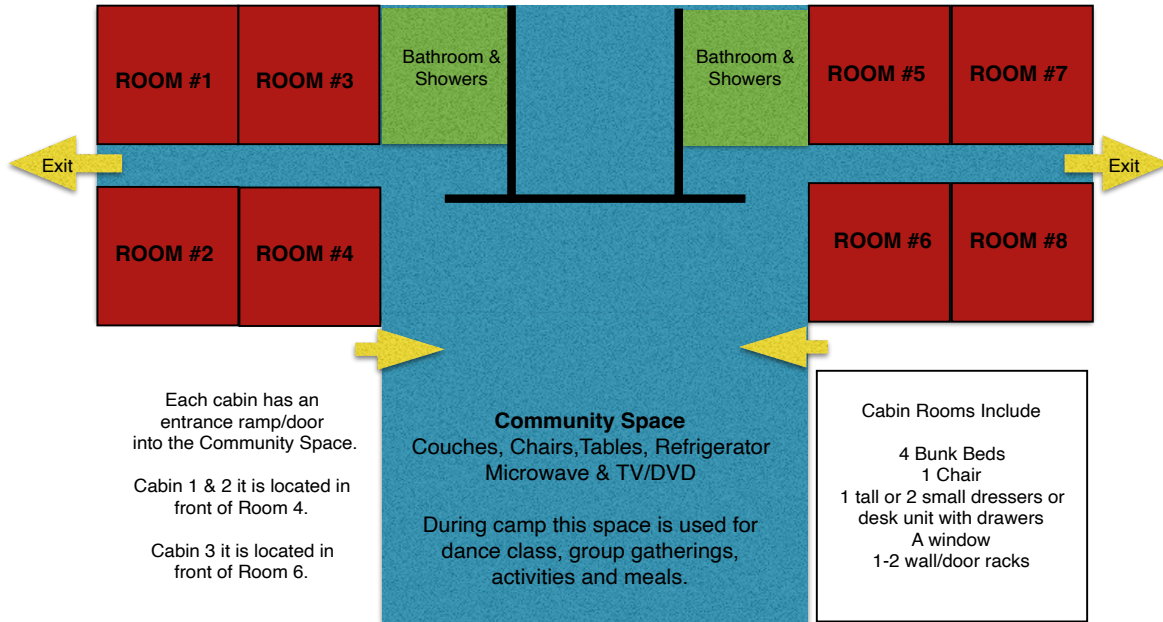 ROOM #1
ROOM #3
Bathroom &
Showers
Bathroom &
Showers
ROOM #5
ROOM #7
Exit
Exit
ROOM #2
ROOM #4
ROOM #6
ROOM #8
Each cabin has an
entrance ramp/door
into the Community Space.
Cabin 1 & 2 it is located in
front of Room 4.
Cabin 3 it is located in
front of Room 6.
Community Space
Couches, Chairs,Tables, Refrigerator
Microwave & TV/DVD
During camp this space is used for
dance class, group gatherings,
activities and meals.
Cabin Rooms Include
4 Bunk Beds
1 Chair
1 tall or 2 small dressers or
desk unit with drawers
A window
1-2 wall/door racks